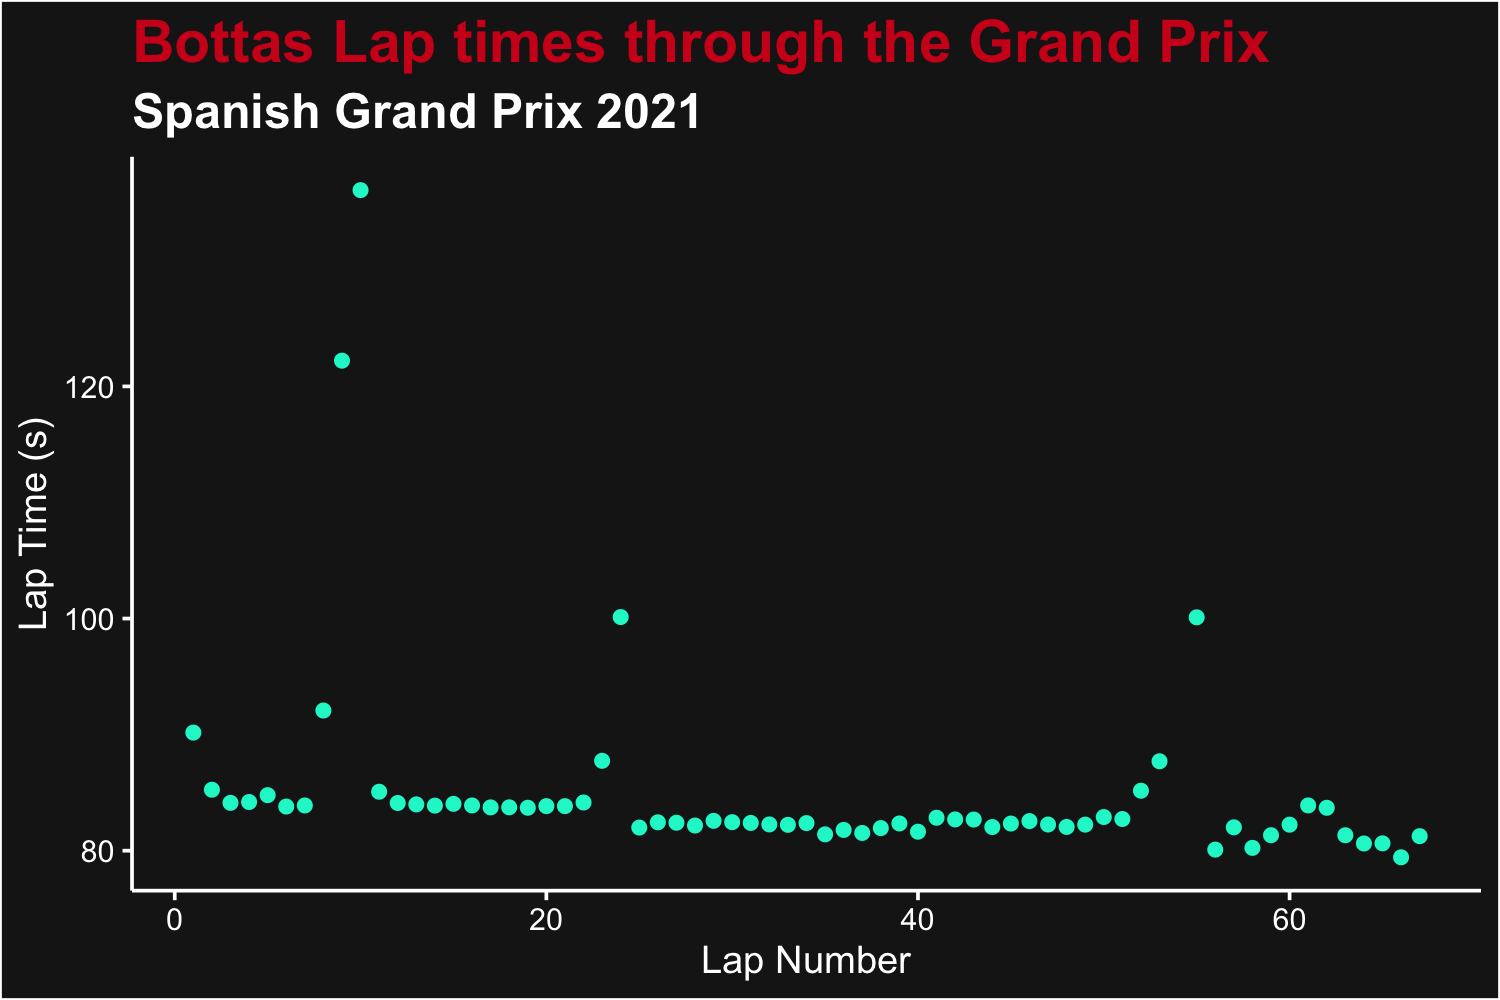 Bottas Lap times through the Grand Prix
Spanish Grand Prix 2021
Lap Time (s)
120
100
80
0
20
40
60
Lap Number